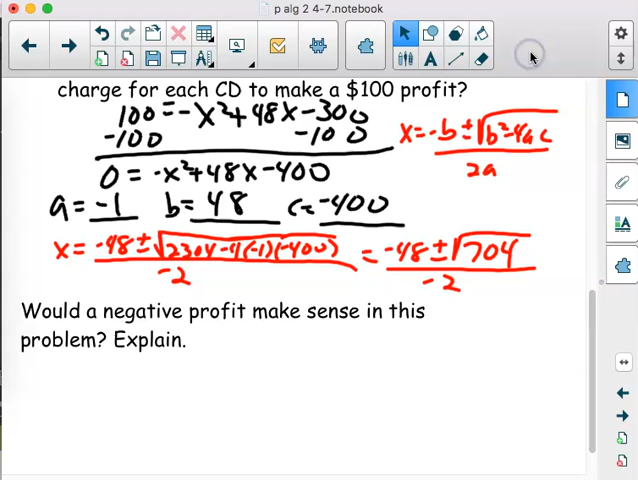 p alg 2 4-7.notebook
charge for each CD to make a $100 profit?
100 = -x²+48x-300
-100 -100
0 = -x²+48x-400
a = -1 b = 48 c = -400
x = -b ± √b²-4ac
2a
x = -48 ± √2304-4(-1)(-400) = -48 ± √704
-2 -2
Would a negative profit make sense in this
problem? Explain.